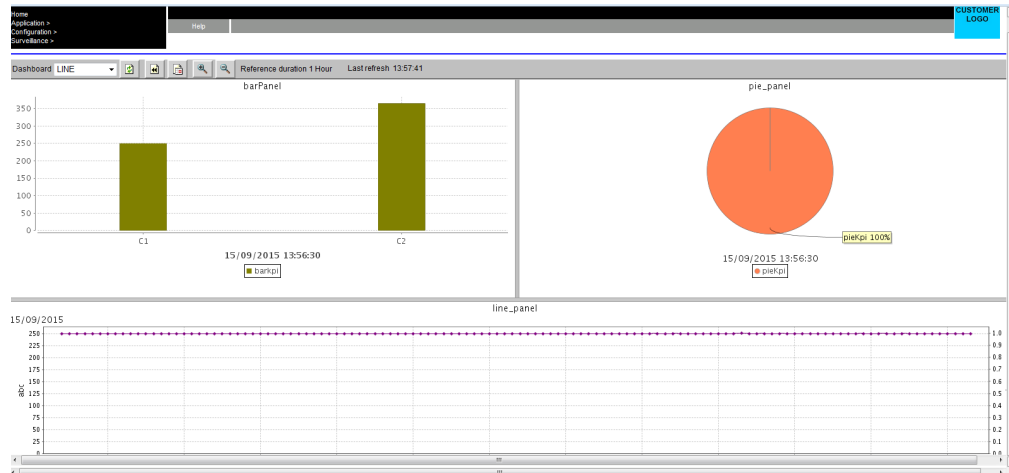 Home
Application >
Configuration >
Surveillance >
Help
CUSTOMER
LOGO
Dashboard LINE Reference duration 1 Hour Last refresh 13:57:41
barPanel
350
300
250
200
150
100
50
0
C1 C2
15/09/2015 13:56:30
barkpi
pie_panel
pieKpi 100%
15/09/2015 13:56:30
pieKpi
line_panel
15/09/2015
abc
250
225
200
175
150
125
100
75
50
25
0
1.0
0.9
0.8
0.7
0.6
0.5
0.4
0.3
0.2
0.1
0.0